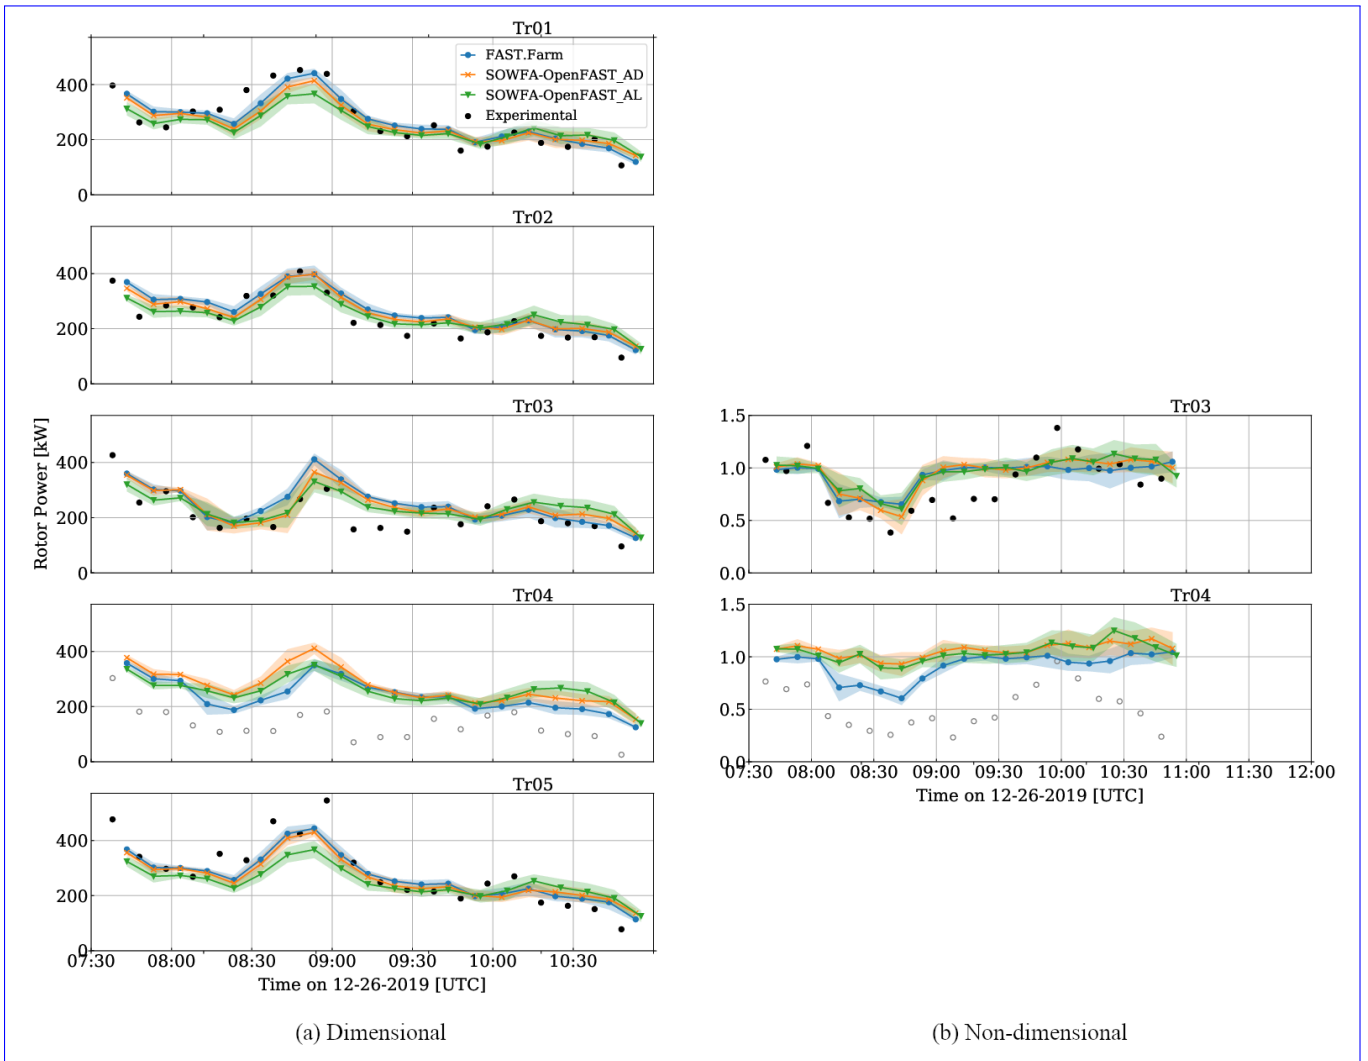 Tr01
FAST.Farm
SOWFA-OpenFAST_AD
SOWFA-OpenFAST_AL
Experimental
400
200
0
Tr02
400
200
0
Tr03
400
200
0
Rotor Power [kW]
Tr04
400
200
0
Tr05
400
200
0
07:30 08:00 08:30 09:00 09:30 10:00 10:30
Time on 12-26-2019 [UTC]
(a) Dimensional
Tr03
1.5
1.0
0.5
0.0
Tr04
1.5
1.0
0.5
0.0
07:30 08:00 08:30 09:00 09:30 10:00 10:30 11:00 11:30 12:00
Time on 12-26-2019 [UTC]
(b) Non-dimensional